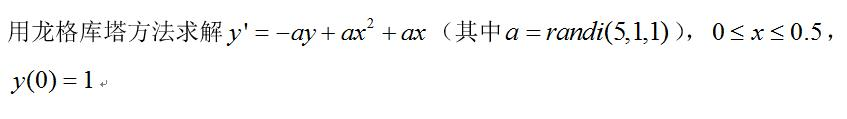 用龙格库塔方法求解 y' = -ay + ax² + ax（其中 a = randi(5,1,1)），0 ≤ x ≤ 0.5，
y(0) = 1